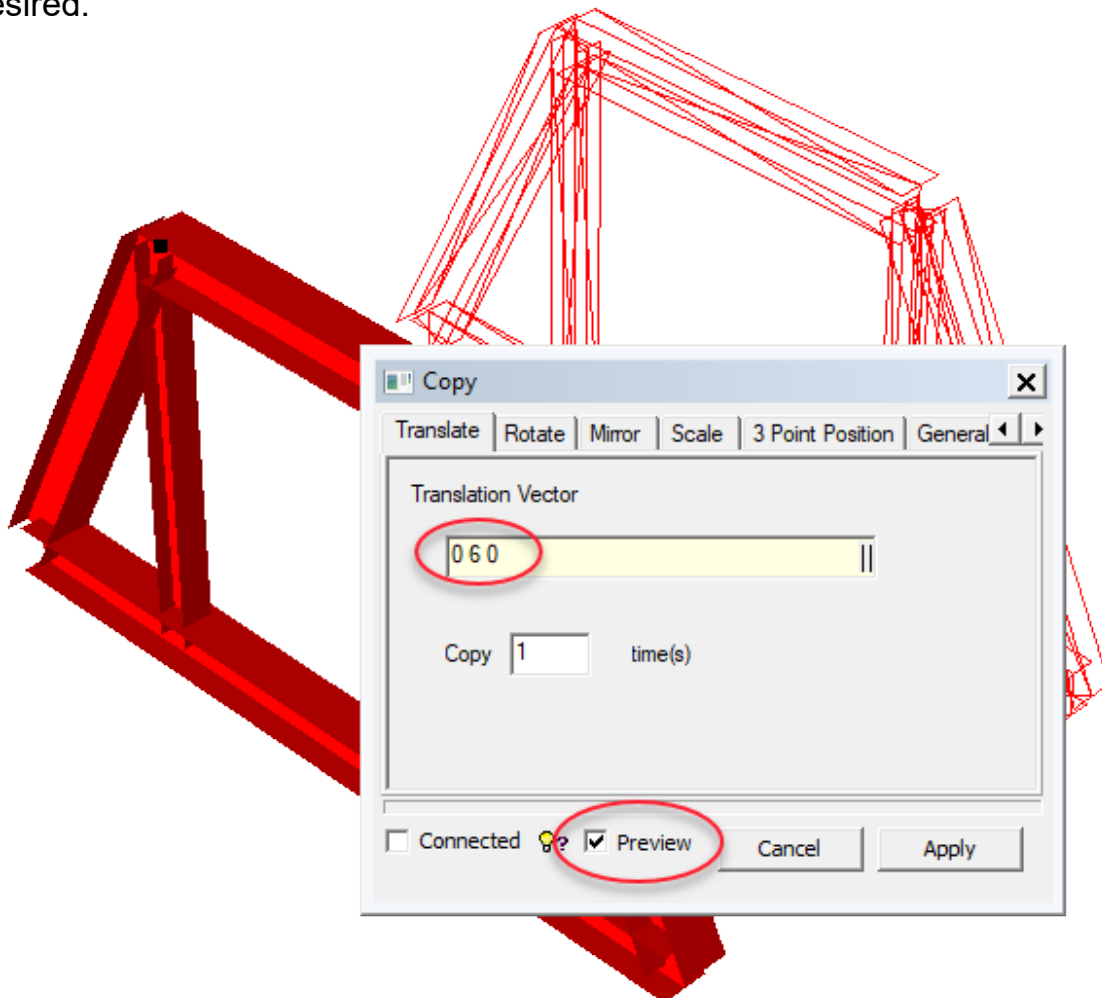 esired.
Copy
Translate Rotate Mirror Scale 3 Point Position General
Translation Vector
0 6 0
Copy 1 time(s)
Connected ? Preview Cancel Apply